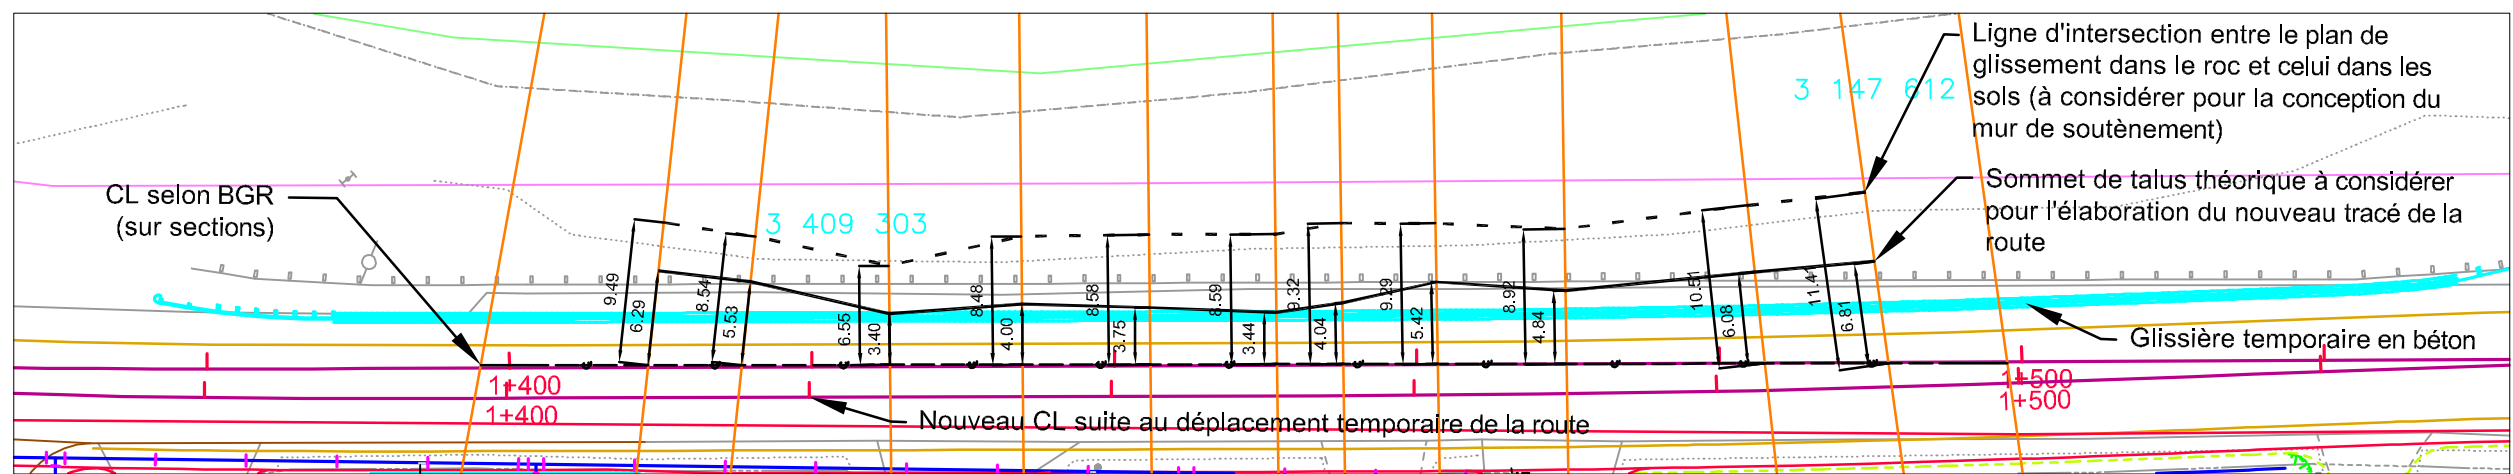 Ligne d'intersection entre le plan de
glissement dans le roc et celui dans les
sols (à considérer pour la conception du
mur de soutènement)
3 147 612
CL selon BGR
(sur sections)
Sommet de talus théorique à considérer
pour l'élaboration du nouveau tracé de la
route
3 409 303
9.49
6.29
8.54
5.53
6.55
3.40
8.48
4.00
8.58
3.75
8.59
3.44
9.32
4.04
9.29
5.42
8.92
4.84
10.51
6.08
11.41
6.81
Glissière temporaire en béton
1+400
1+400
1+500
1+500
Nouveau CL suite au déplacement temporaire de la route